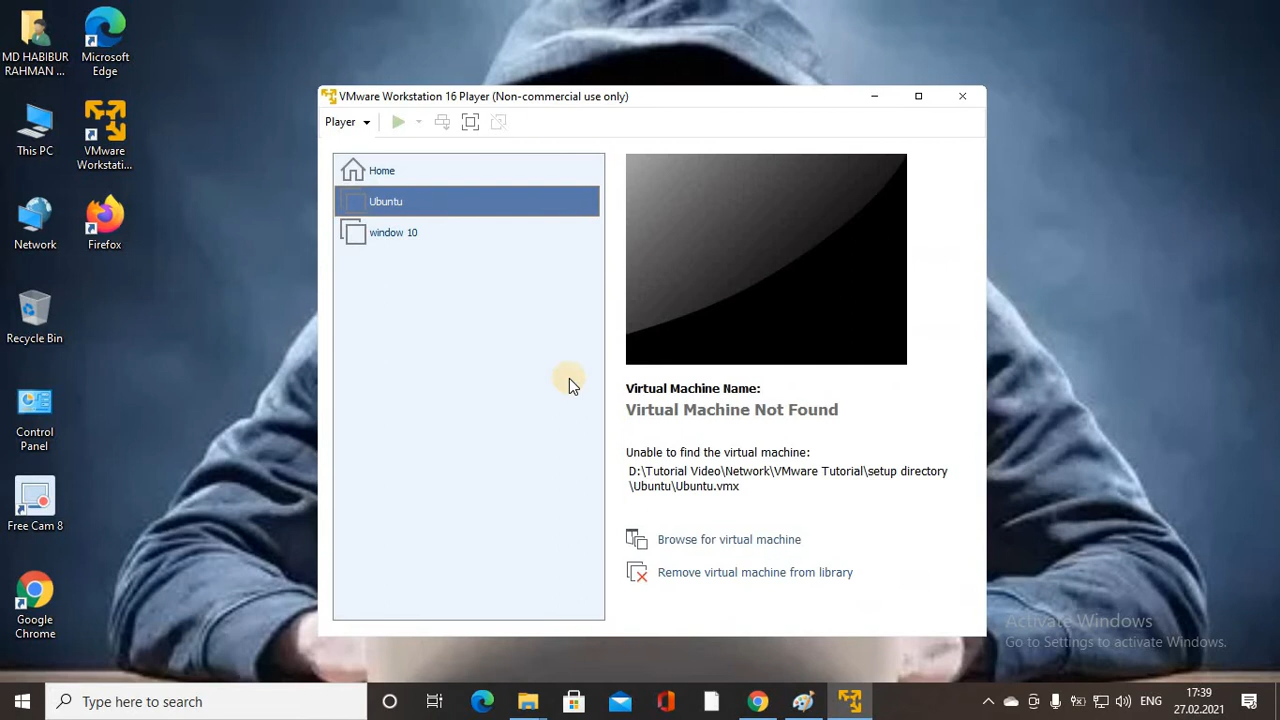 MD HABIBUR
RAHMAN ...
Microsoft
Edge
This PC
VMware
Workstati...
Network
Firefox
Recycle Bin
Control
Panel
Free Cam 8
Google
Chrome
VMware Workstation 16 Player (Non-commercial use only)
Player
Home
Ubuntu
window 10
Virtual Machine Name:
Virtual Machine Not Found
Unable to find the virtual machine:
D:\Tutorial Video\Network\VMware Tutorial\setup directory
\Ubuntu\Ubuntu.vmx
Browse for virtual machine
Remove virtual machine from library
Activate Windows
Go to Settings to activate Windows.
Type here to search
ENG
17:39
27.02.2021